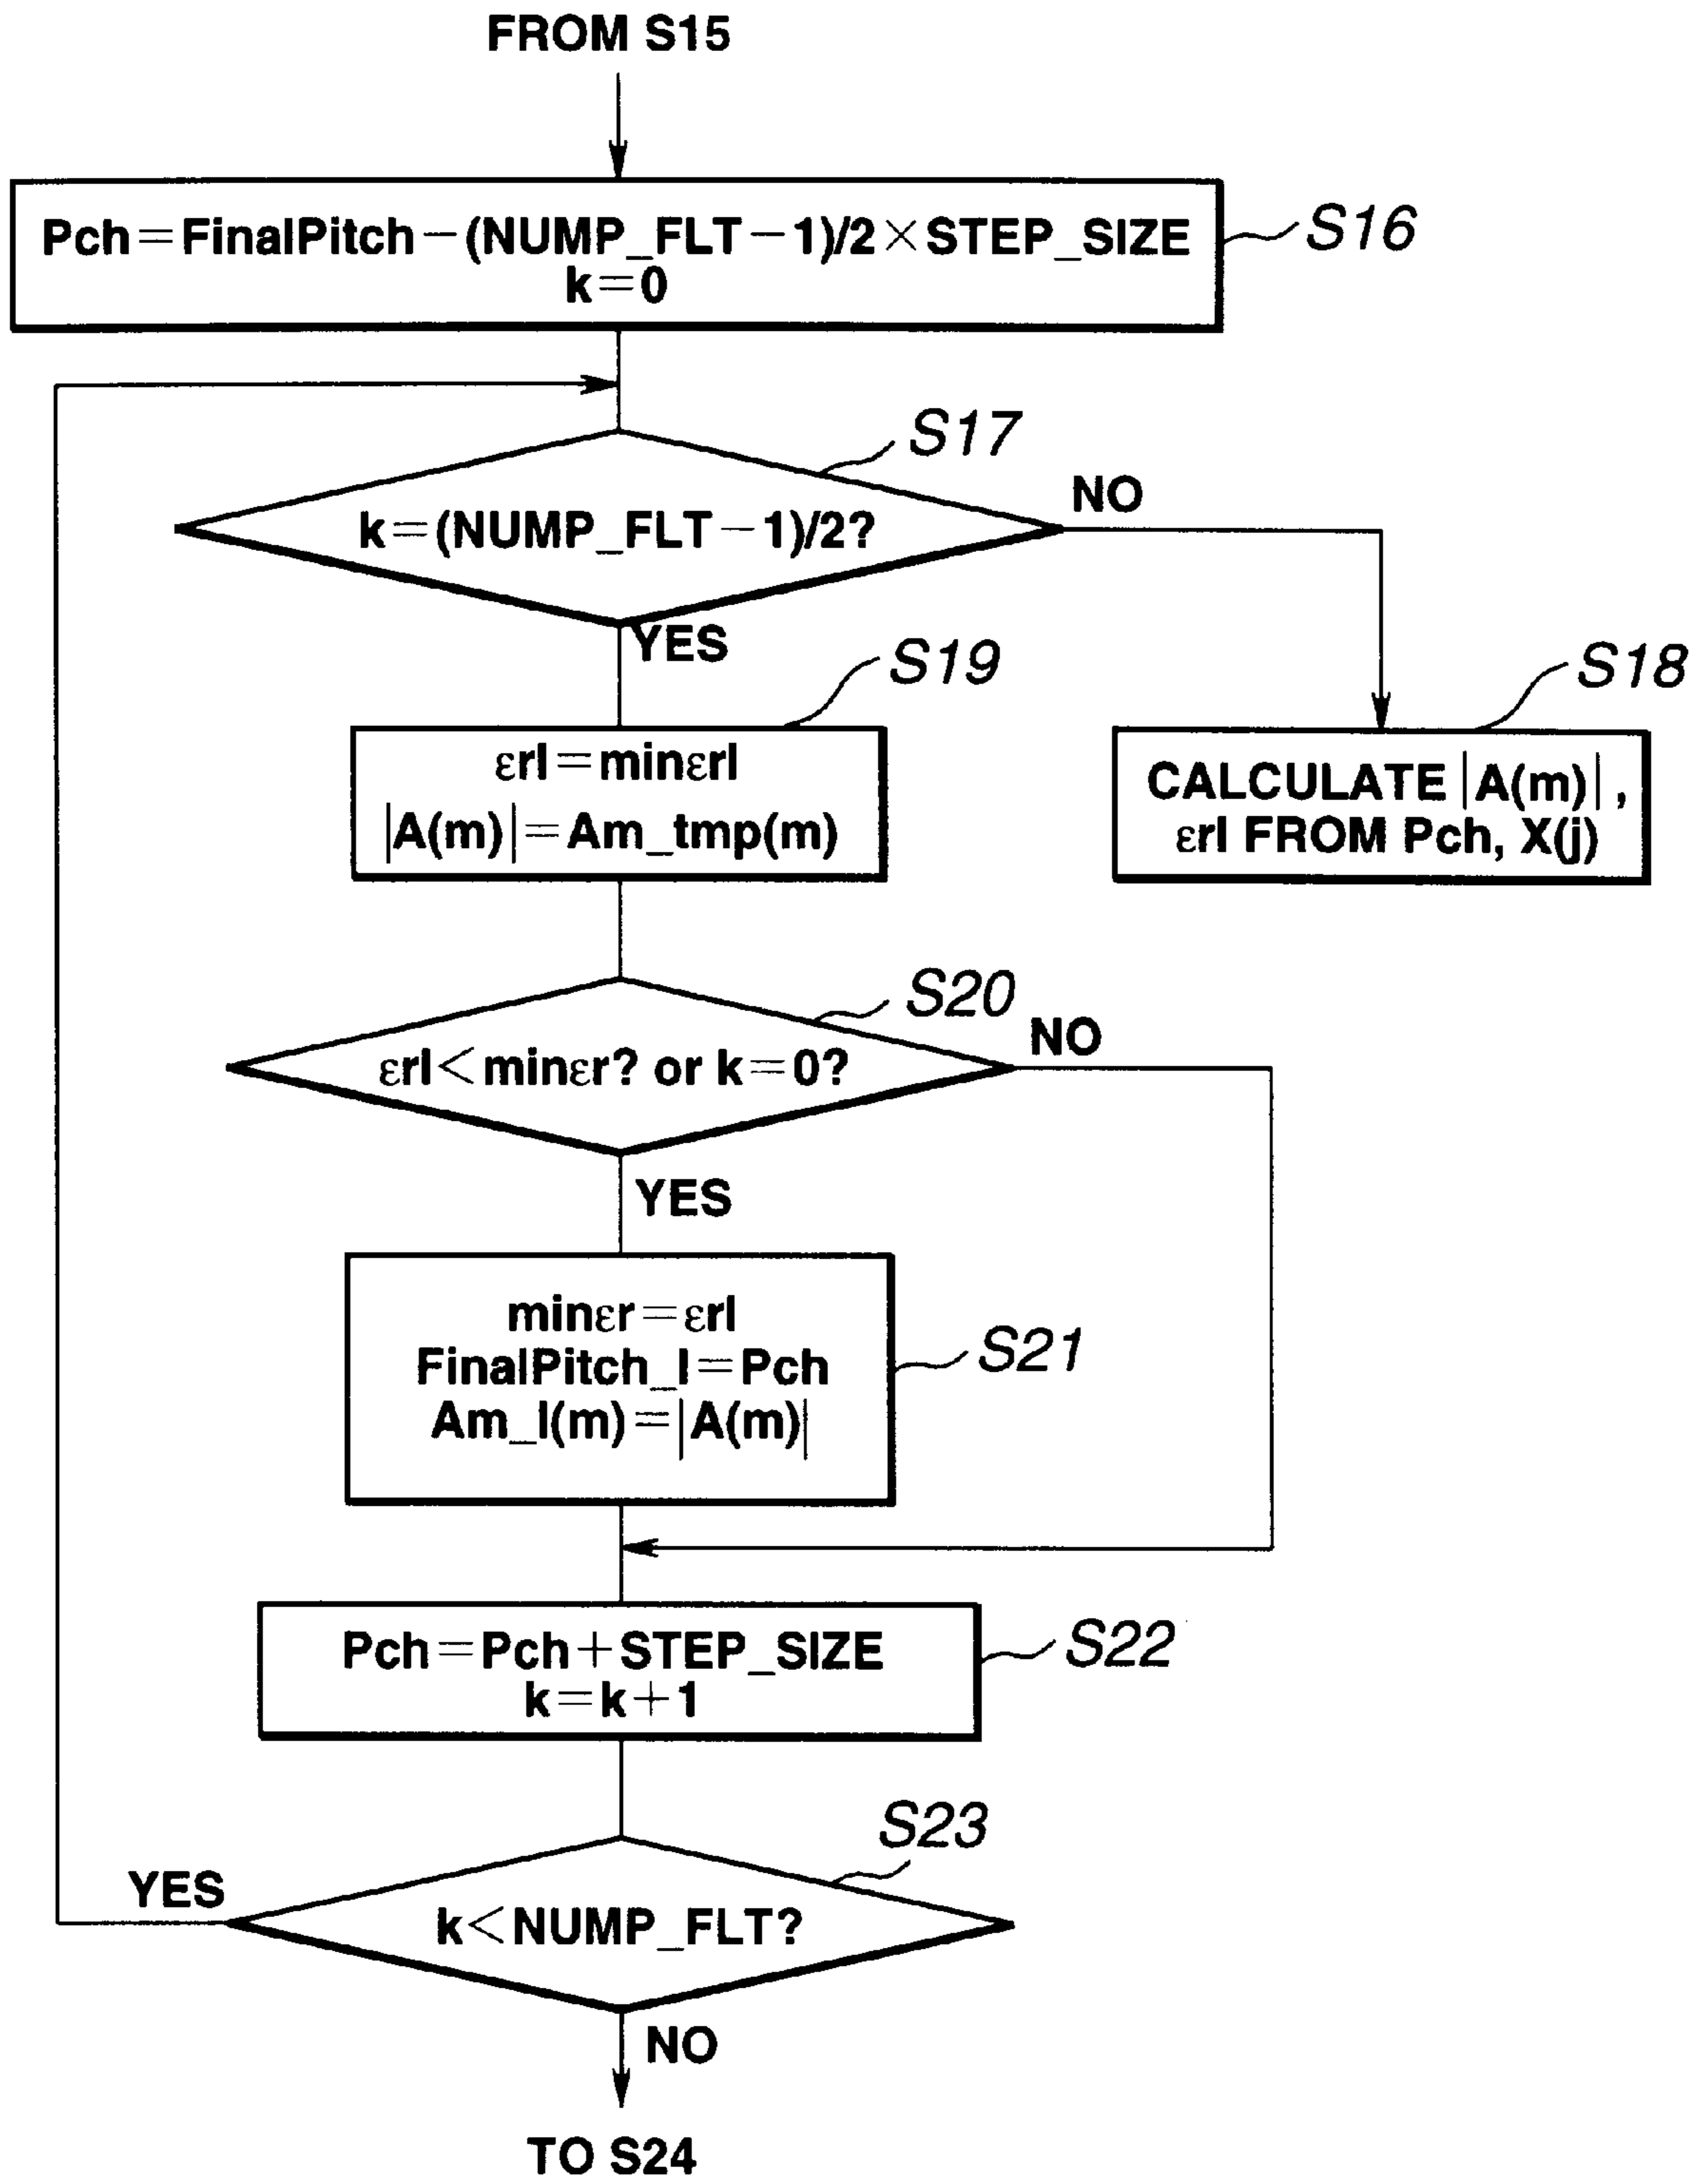 FROM S15
Pch=FinalPitch-(NUMP_FLT-1)/2×STEP_SIZE
k=0
S16
S17
k=(NUMP_FLT-1)/2?
NO
YES
S19
εrl=minεrl
|A(m)|=Am_tmp(m)
S18
CALCULATE |A(m)|,
εrl FROM Pch, X(j)
S20
εrl<minεr? or k=0?
NO
YES
minεr=εrl
FinalPitch_l=Pch
Am_l(m)=|A(m)|
S21
Pch=Pch+STEP_SIZE
k=k+1
S22
S23
YES
k<NUMP_FLT?
NO
TO S24